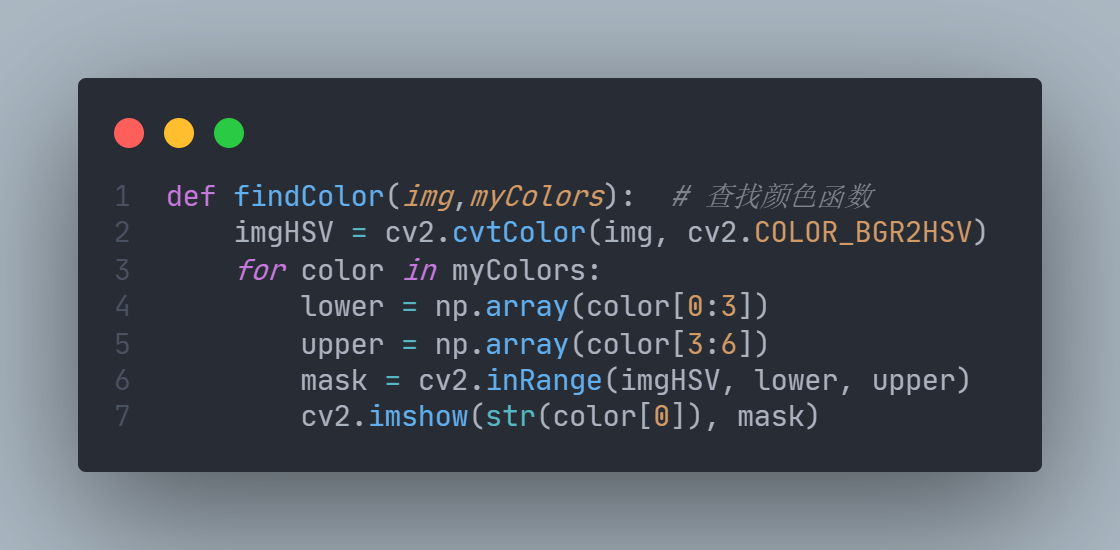 1 def findColor(img,myColors):  # 查找颜色函数
2     imgHSV = cv2.cvtColor(img, cv2.COLOR_BGR2HSV)
3     for color in myColors:
4         lower = np.array(color[0:3])
5         upper = np.array(color[3:6])
6         mask = cv2.inRange(imgHSV, lower, upper)
7         cv2.imshow(str(color[0]), mask)